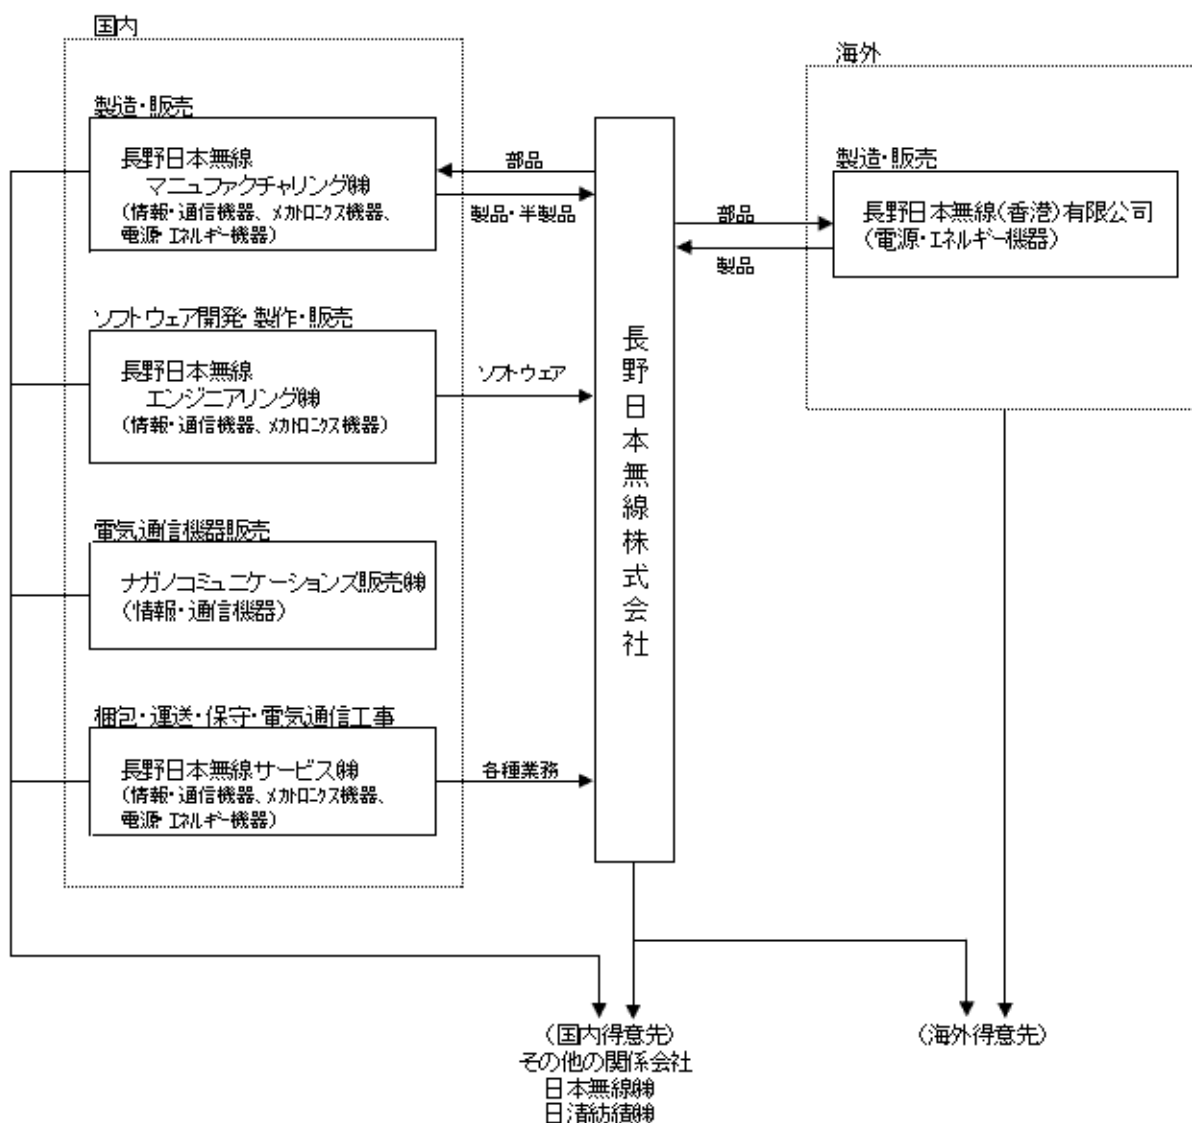 国内
海外
製造・販売
長野日本無線
マニュファクチャリング㈱
(情報・通信機器、メカトロニクス機器、
電源・エネルギー機器)
部品
製品・半製品
製造・販売
長野日本無線(香港)有限公司
(電源・エネルギー機器)
部品
製品
ソフトウェア開発・製作・販売
長野日本無線
エンジニアリング㈱
(情報・通信機器、メカトロニクス機器)
ソフトウェア
長野日本無線株式会社
電気通信機器販売
ナガノコミュニケーションズ販売㈱
(情報・通信機器)
梱包・運送・保守・電気通信工事
長野日本無線サービス㈱
(情報・通信機器、メカトロニクス機器、
電源・エネルギー機器)
各種業務
(国内得意先)
その他の関係会社
日本無線㈱
日清紡績㈱
(海外得意先)